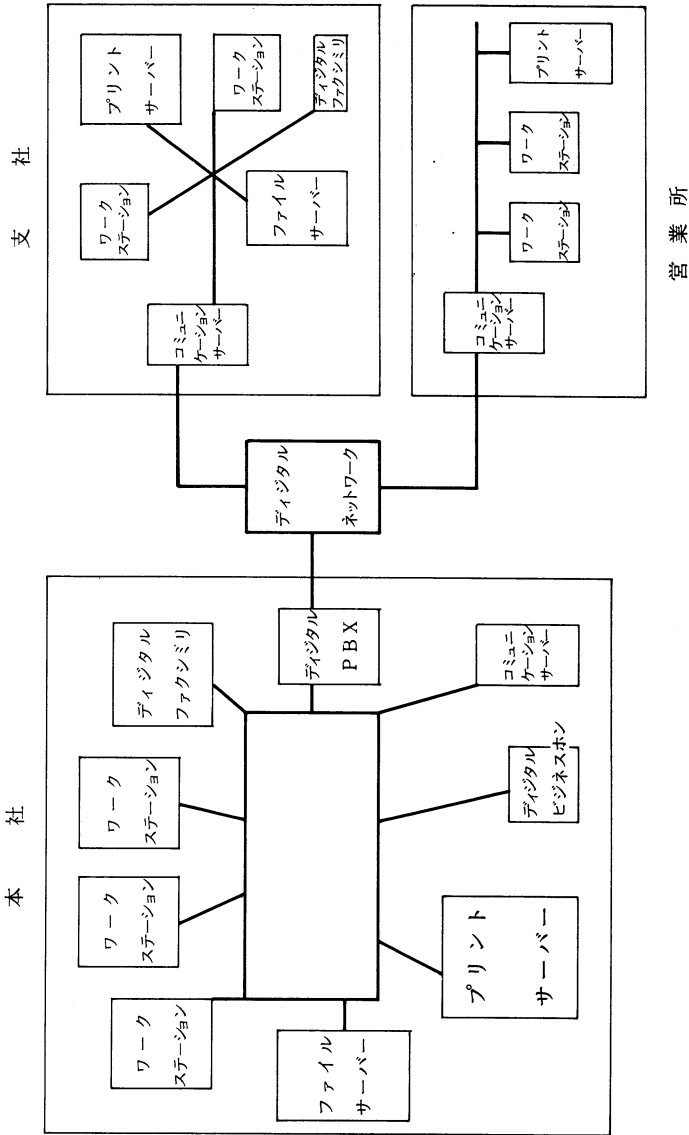 本社
ワーク
ステーション
ワーク
ステーション
ワーク
ステーション
ディジタル
ファクシミリ
ファイル
サーバー
ディジタル
PBX
プリント
サーバー
ディジタル
ビジネスホン
コミュニ
ケーション
サーバー
ディジタル
ネットワーク
支社
コミュニ
ケーション
サーバー
ワーク
ステーション
プリント
サーバー
ワーク
ステーション
ファイル
サーバー
ディジタル
ファクシミリ
コミュニ
ケーション
サーバー
ワーク
ステーション
ワーク
ステーション
プリント
サーバー
営業所